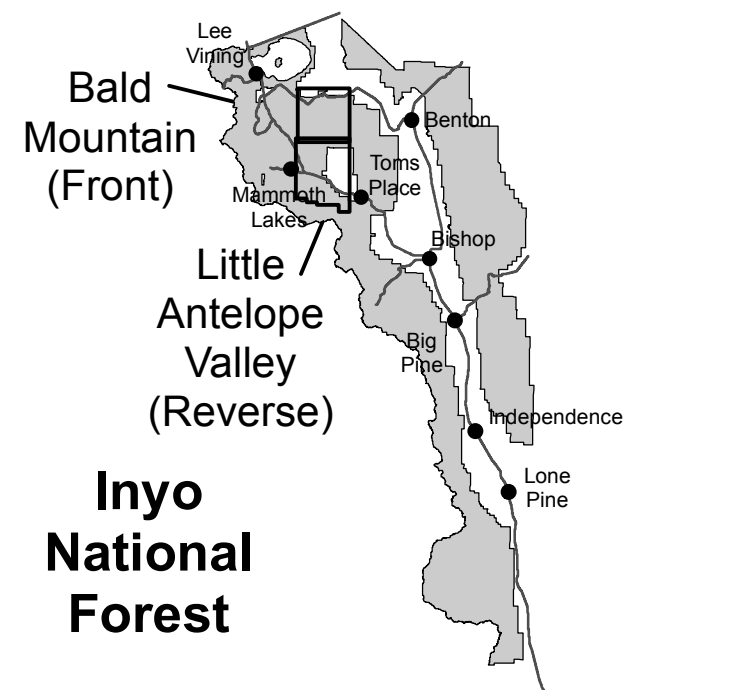 Lee
Vining
Bald
Mountain
(Front)
Benton
Toms
Place
Mammoth
Lakes
Bishop
Little
Antelope
Valley
(Reverse)
Big
Pine
Independence
Lone
Pine
Inyo
National
Forest